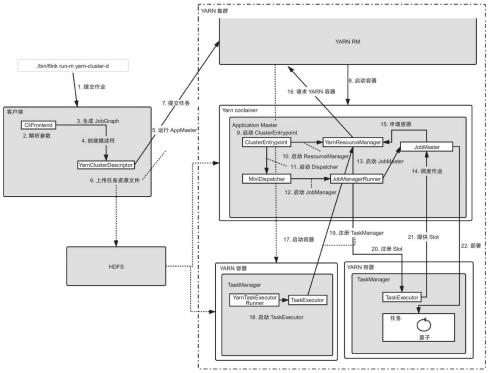 YARN 集群
YARN RM
./bin/flink run-m yarn-cluster-d
1. 提交作业
7. 提交任务
8. 启动容器
16. 请求 YARN 容器
客户端
CliFrontend
3. 生成 JobGraph
2. 解析参数
4. 创建描述符
YarnClusterDescriptor
5. 运行 AppMaster
6. 上传任务资源文件
Yarn container
Application Master
9. 启动 ClusterEntrypoint
ClusterEntrypoint
YarnResourceManager
15. 申请资源
JobMaster
10. 启动 ResourceManager
11. 启动 Dispatcher
13. 启动 JobMaster
14. 调度作业
MiniDispatcher
JobManagerRunner
12. 启动 JobManager
HDFS
17. 启动容器
19. 注册 TaskManager
20. 注册 Slot
21. 提供 Slot
22. 部署
YARN 容器
TaskManager
YarnTaskExecutor
Runner
TaskExecutor
18. 启动 TaskExecutor
YARN 容器
TaskManager
TaskExecutor
任务
算子